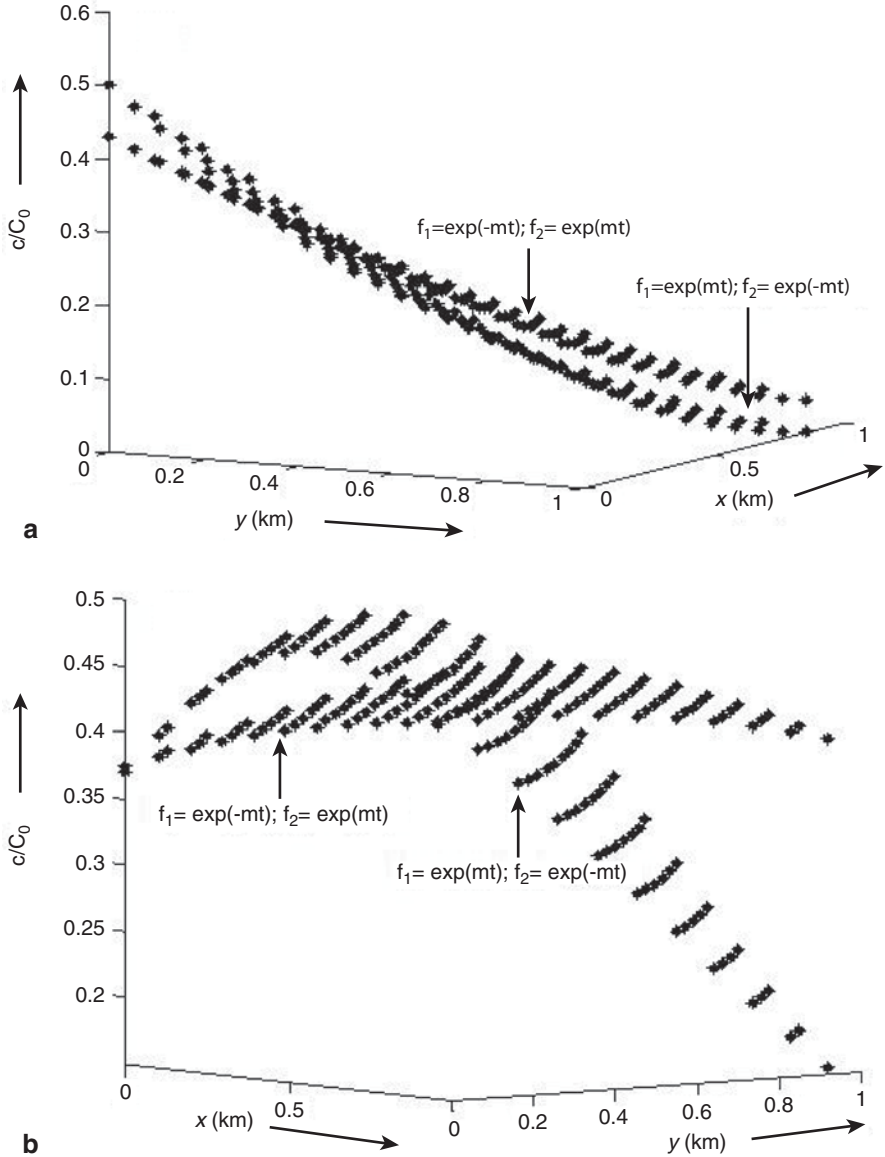 0.6
0.5
0.4
0.3
0.2
0.1
0
c/C0
f1=exp(-mt); f2= exp(mt)
f1=exp(mt); f2= exp(-mt)
0
0.2
0.4
0.6
0.8
1
y (km)
0
0.5
1
x (km)
a
0.5
0.45
0.4
0.35
0.3
0.25
0.2
c/C0
f1= exp(-mt); f2= exp(mt)
f1= exp(mt); f2= exp(-mt)
0
0.5
x (km)
0
0.2
0.4
0.6
0.8
1
y (km)
b